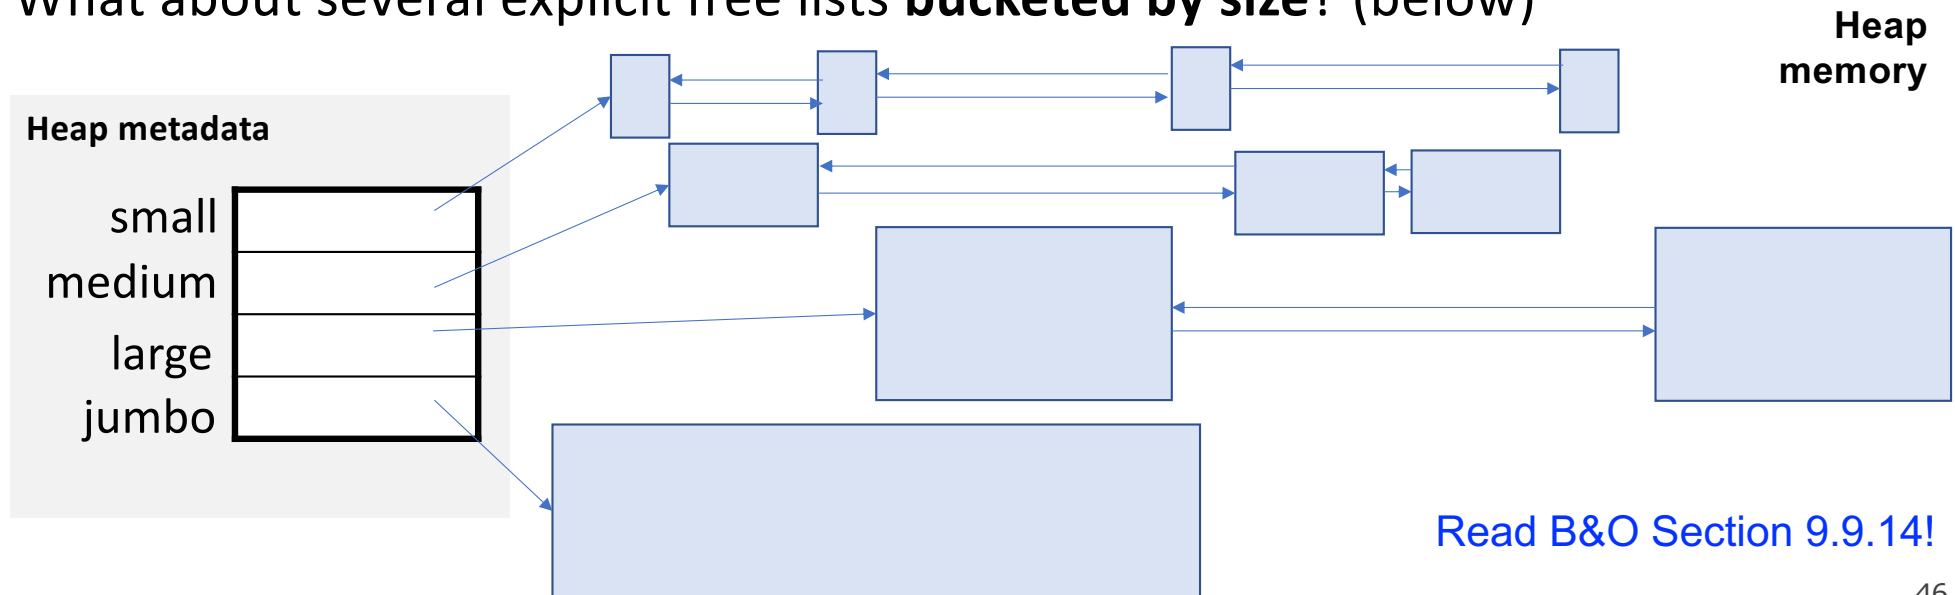 What about several explicit free lists bucketed by size? (below)
Heap
memory
Heap metadata
small
medium
large
jumbo
Read B&O Section 9.9.14!
46